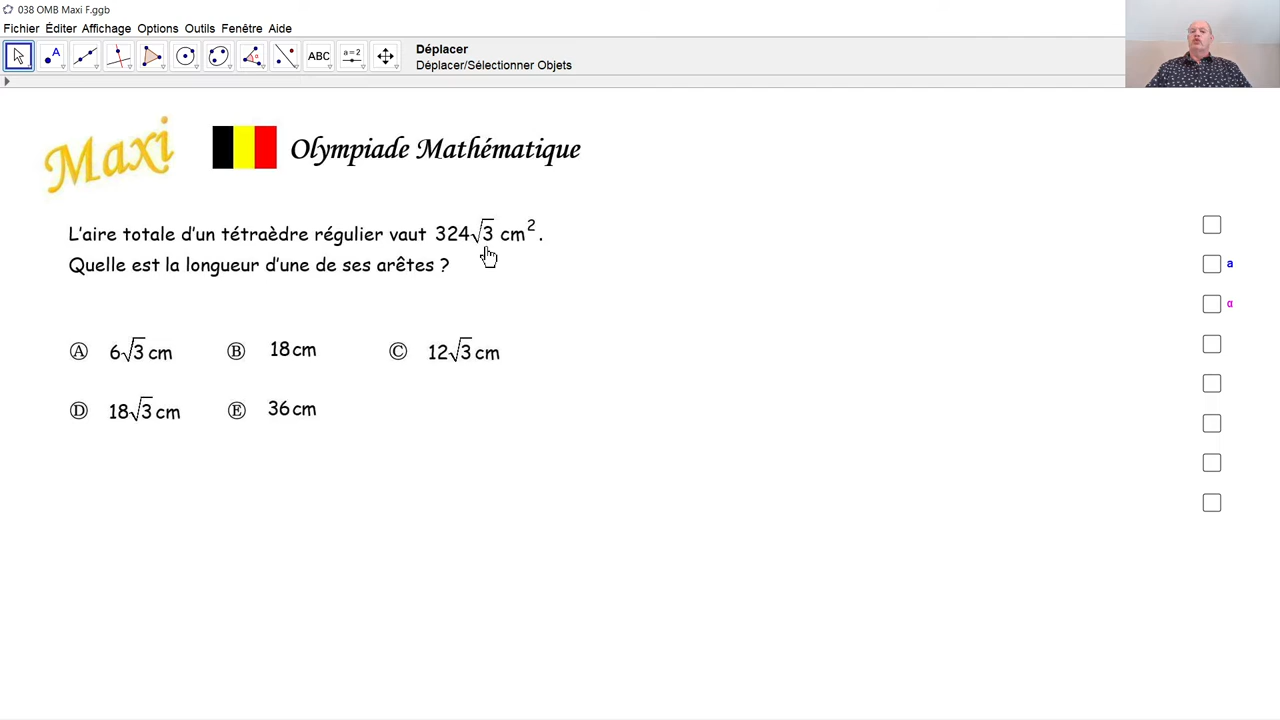 038 OMB Maxi F.ggb
Fichier Éditer Affichage Options Outils Fenêtre Aide
A ABC a=2
Déplacer
Déplacer/Sélectionner Objets
Maxi
Olympiade Mathématique
L'aire totale d'un tétraèdre régulier vaut 324√3 cm².
Quelle est la longueur d'une de ses arêtes ?
Ⓐ 6√3 cm Ⓑ 18 cm Ⓒ 12√3 cm
Ⓓ 18√3 cm Ⓔ 36 cm
a
α